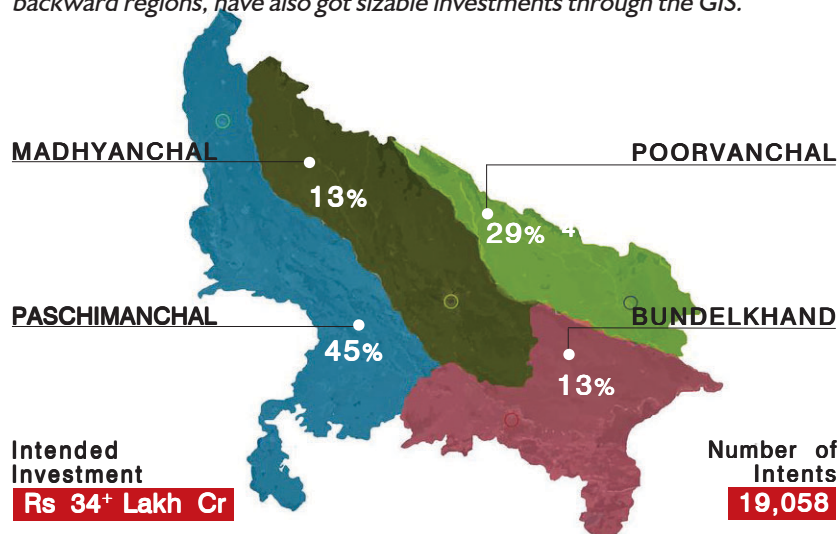 backward regions, have also got sizable investments through the GIS.
MADHYANCHAL
POORVANCHAL
13%
29%
PASCHIMANCHAL
BUNDELKHAND
45%
13%
Intended
Investment
Rs 34+ Lakh Cr
Number of
Intents
19,058